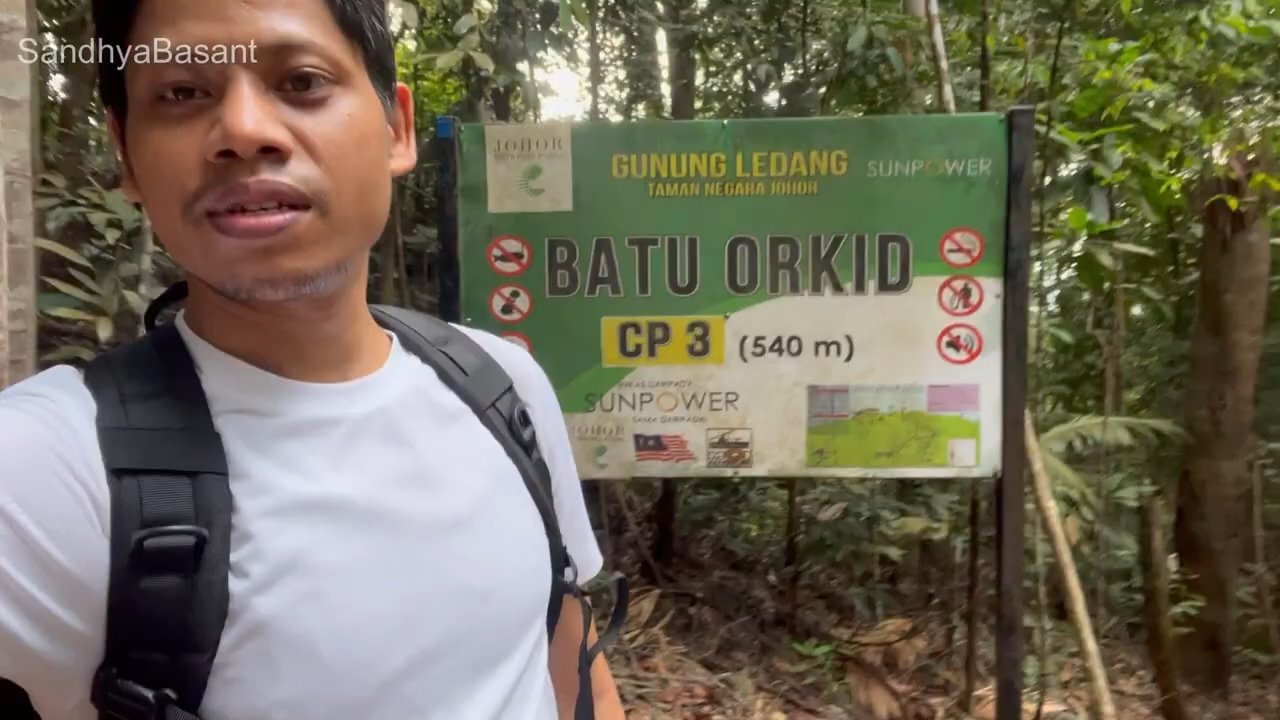 SandhyaBasant
JOHOR
GUNUNG LEDANG
TAMAN NEGARA JOHOR
SUNPOWER
BATU ORKID
CP 3 (540 m)
SUNPOWER
JOHOR